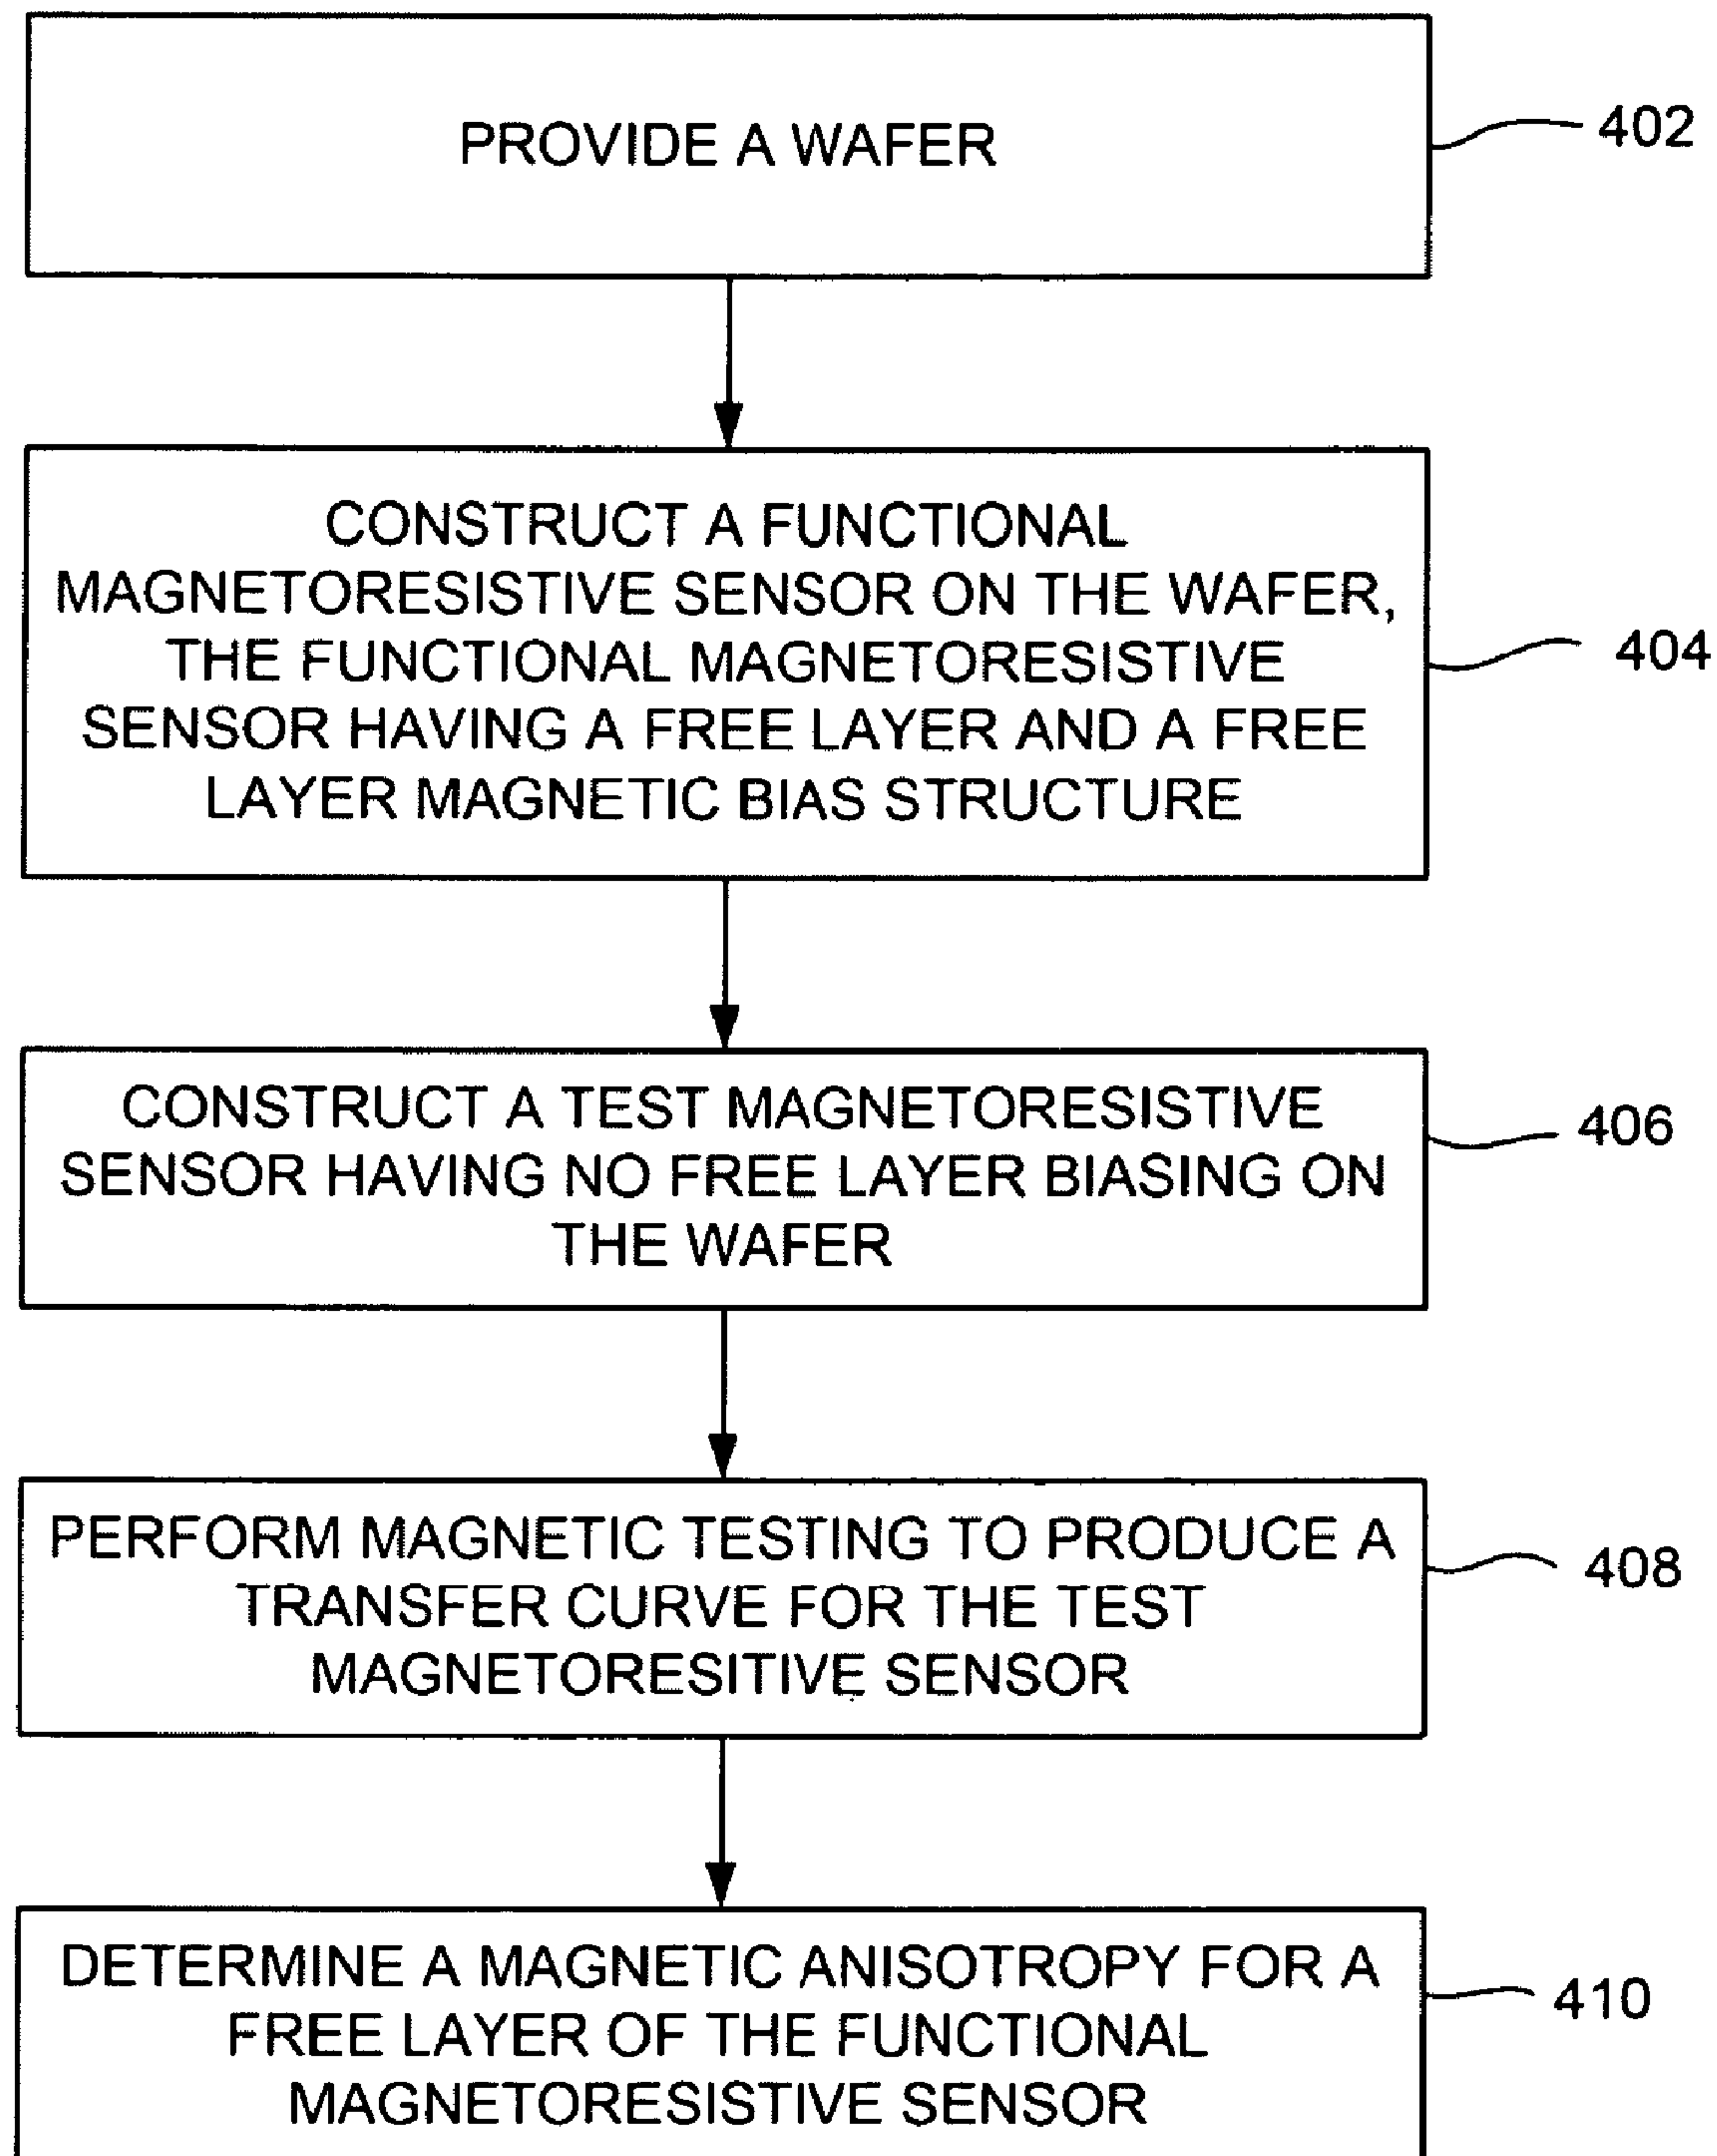 PROVIDE A WAFER
402
CONSTRUCT A FUNCTIONAL
MAGNETORESISTIVE SENSOR ON THE WAFER,
THE FUNCTIONAL MAGNETORESISTIVE
SENSOR HAVING A FREE LAYER AND A FREE
LAYER MAGNETIC BIAS STRUCTURE
404
CONSTRUCT A TEST MAGNETORESISTIVE
SENSOR HAVING NO FREE LAYER BIASING ON
THE WAFER
406
PERFORM MAGNETIC TESTING TO PRODUCE A
TRANSFER CURVE FOR THE TEST
MAGNETORESITIVE SENSOR
408
DETERMINE A MAGNETIC ANISOTROPY FOR A
FREE LAYER OF THE FUNCTIONAL
MAGNETORESISTIVE SENSOR
410